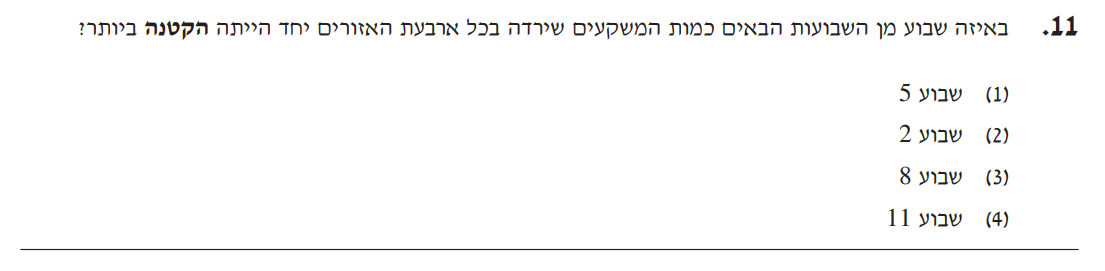 11. באיזה שבוע מן השבועות הבאים כמות המשקעים שירדה בכל ארבעת האזורים יחד הייתה הקטנה ביותר?
(1) שבוע 5
(2) שבוע 2
(3) שבוע 8
(4) שבוע 11